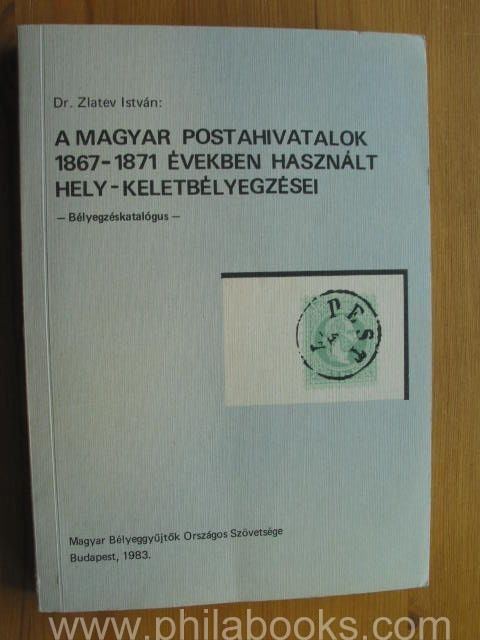 Dr. Zlatev István:
A MAGYAR POSTAHIVATALOK
1867-1871 ÉVEKBEN HASZNÁLT
HELY-KELETBÉLYEGZÉSEI
— Bélyegzéskatalógus —
PEST
Magyar Bélyeggyűjtők Országos Szövetsége
Budapest, 1983.
www.philabooks.com